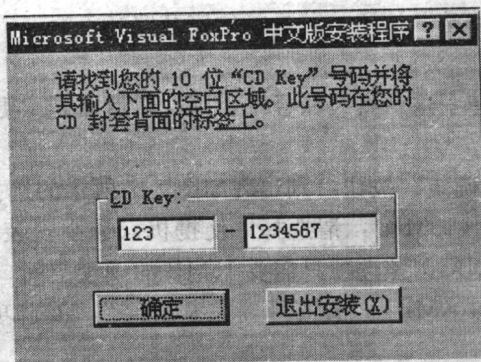 Microsoft Visual FoxPro 中文版安装程序 ? ×
请找到您的 10 位 “CD Key” 号码并将
其输入下面的空白区域。此号码在您的
CD 封套背面的标签上。
CD Key:
123 - 1234567
确定 退出安装(X)